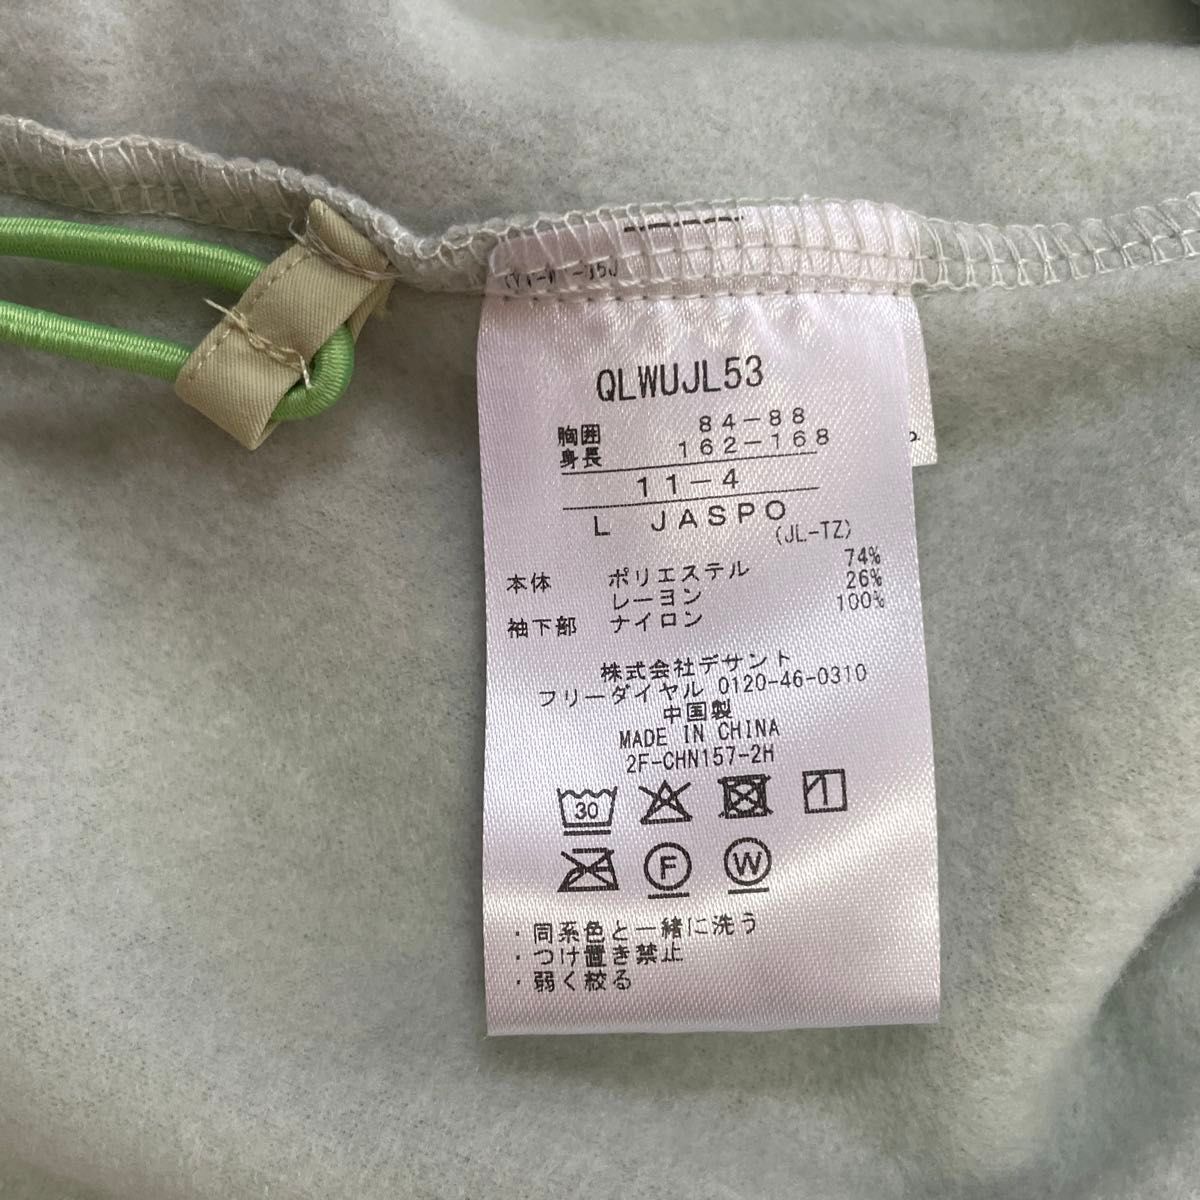 QLWUJL53
胸囲 84-88
身長 162-168
11-4
L JASPO
(JL-TZ)
本体 ポリエステル 74%
レーヨン 26%
袖下部 ナイロン 100%
株式会社デサント
フリーダイヤル 0120-46-0310
中国製
MADE IN CHINA
2F-CHN157-2H
30
F W
・同系色と一緒に洗う
・つけ置き禁止
・弱く絞る